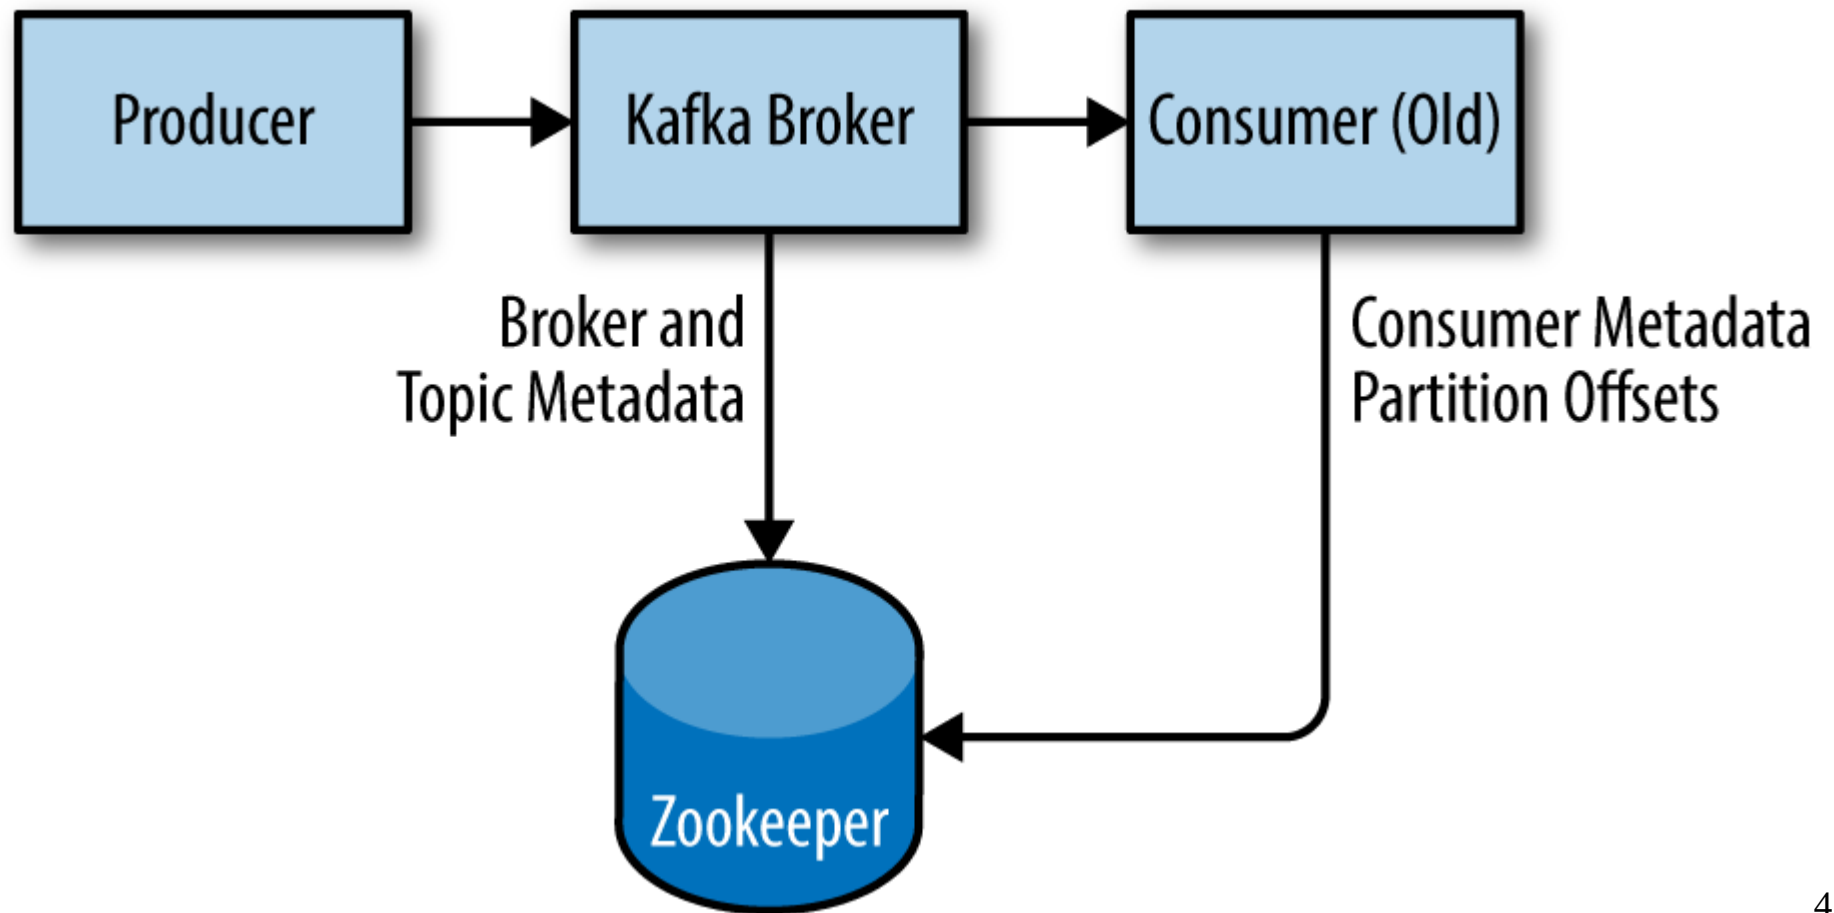 Producer
Kafka Broker
Consumer (Old)
Broker and
Topic Metadata
Consumer Metadata
Partition Offsets
Zookeeper
4